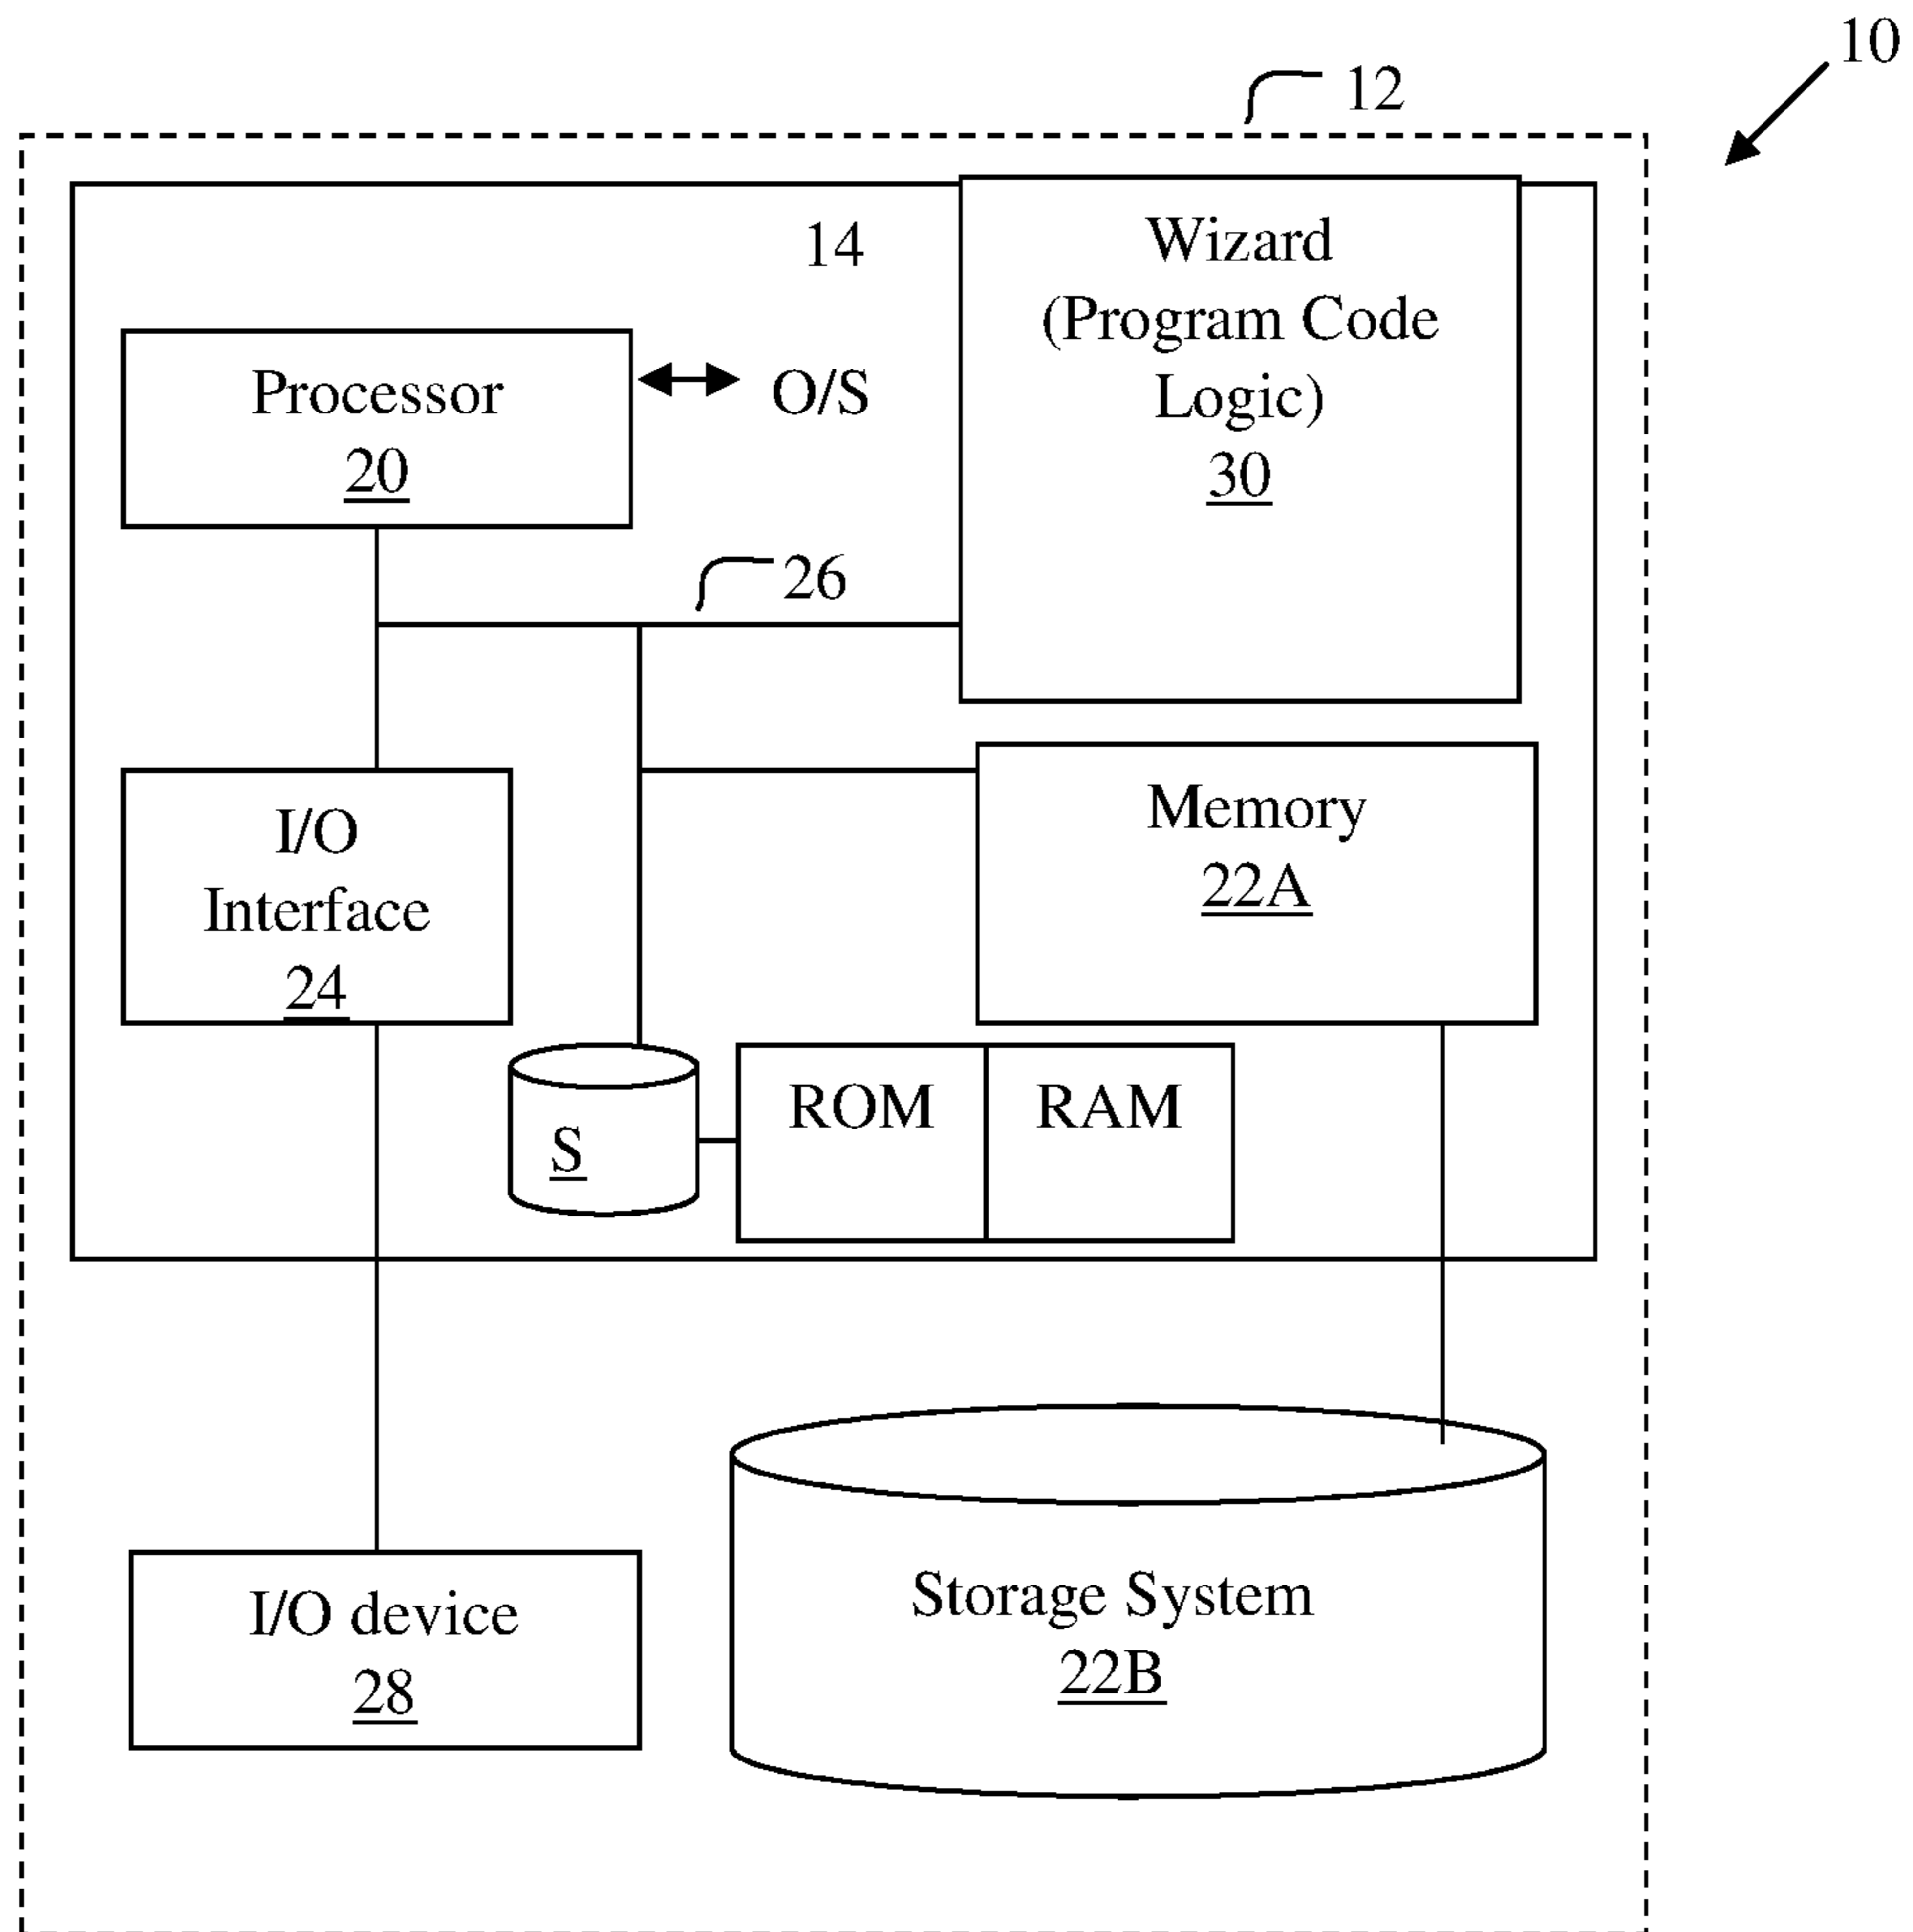 10
12
14
Wizard
(Program Code
Logic)
30
Processor
20
O/S
26
I/O
Interface
24
Memory
22A
S
ROM
RAM
I/O device
28
Storage System
22B